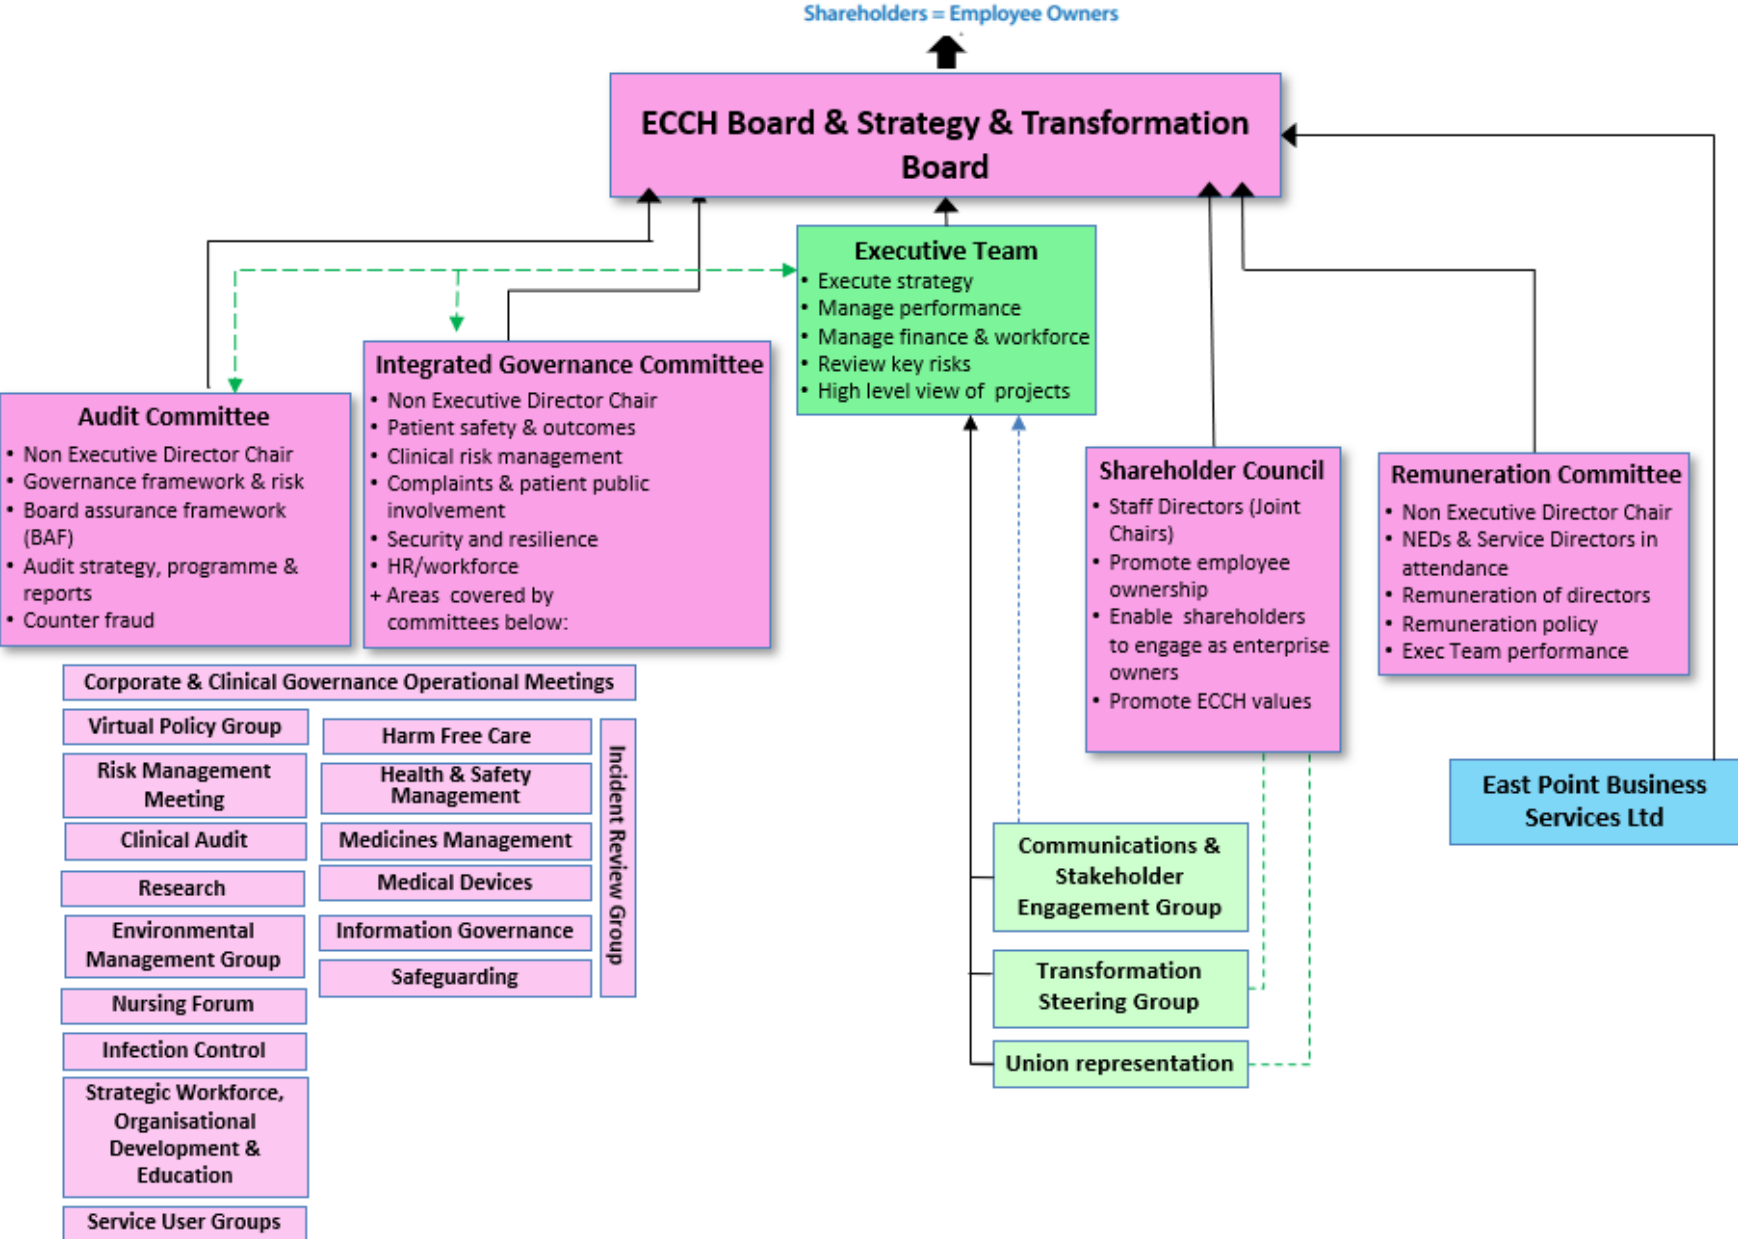 Shareholders = Employee Owners
ECCH Board & Strategy & Transformation
Board
Executive Team
• Execute strategy
• Manage performance
• Manage finance & workforce
• Review key risks
• High level view of projects
Integrated Governance Committee
• Non Executive Director Chair
• Patient safety & outcomes
• Clinical risk management
• Complaints & patient public
involvement
• Security and resilience
• HR/workforce
+ Areas covered by
committees below:
Audit Committee
• Non Executive Director Chair
• Governance framework & risk
• Board assurance framework
(BAF)
• Audit strategy, programme &
reports
• Counter fraud
Shareholder Council
• Staff Directors (Joint
Chairs)
• Promote employee
ownership
• Enable shareholders
to engage as enterprise
owners
• Promote ECCH values
Remuneration Committee
• Non Executive Director Chair
• NEDs & Service Directors in
attendance
• Remuneration of directors
• Remuneration policy
• Exec Team performance
Corporate & Clinical Governance Operational Meetings
Virtual Policy Group
Risk Management
Meeting
Clinical Audit
Research
Environmental
Management Group
Nursing Forum
Infection Control
Strategic Workforce,
Organisational
Development &
Education
Service User Groups
Harm Free Care
Health & Safety
Management
Medicines Management
Medical Devices
Information Governance
Safeguarding
Incident Review Group
Communications &
Stakeholder
Engagement Group
Transformation
Steering Group
Union representation
East Point Business
Services Ltd